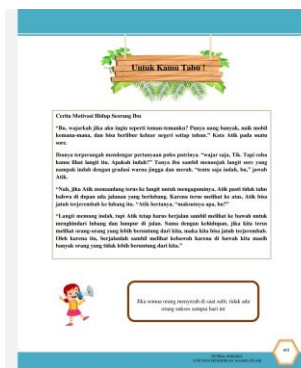 Untuk Kamu Tahu !
Cerita Motivasi Hidup Seorang Ibu
“Bu, wajarkah jika aku ingin seperti teman-temanku? Punya uang banyak, naik mobil
kemana-mana, dan bisa berlibur keluar negeri setiap tahun.” Kata Atik pada suatu
sore.
Ibunya terperangah mendengar pertanyaan polos putrinya. “wajar saja, Tik. Tapi coba
kamu lihat langit itu. Apakah indah?” Tanya ibu sambil menunjuk langit sore yang
nampak indah dengan gradasi warna jingga dan merah. “tentu saja indah, bu,” jawab
Atik.
“Nah, jika Atik memandang terus ke langit untuk mengaguminya, Atik pasti tidak tahu
bahwa di depan ada jalanan yang berlubang. Karena terus melihat ke atas, Atik bisa
jatuh terjerembab ke lubang itu. “Atik bertanya, “maksutnya apa, bu?”
“Langit memang indah, tapi Atik tetap harus berjalan sambil melihat ke bawah untuk
menghindari lubang dan lumpur di jalan. Sama dengan kehidupan, jika kita terus
melihat orang-orang yang lebih beruntung dari kita, maka kita bisa jatuh terjerembab.
Oleh karena itu, berjalanlah sambil melihat kebawah karena di bawah kita masih
banyak orang yang tidak lebih beruntung dari kita.”
Jika semua orang menyerah di saat sulit, tidak ada
orang sukses sampai hari ini